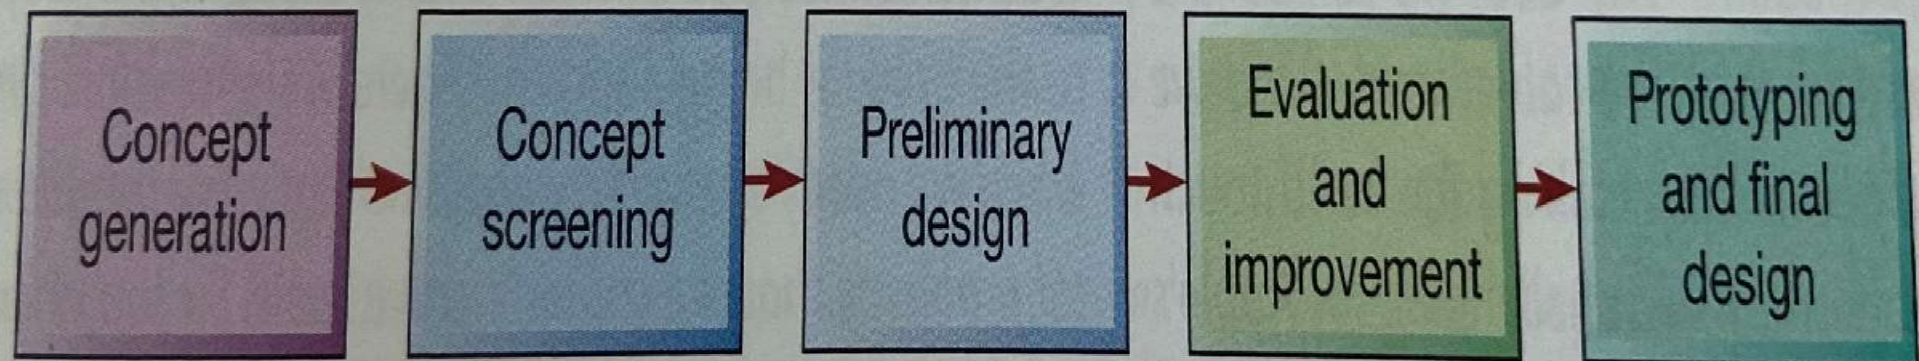 Concept
generation
Concept
screening
Preliminary
design
Evaluation
and
improvement
Prototyping
and final
design